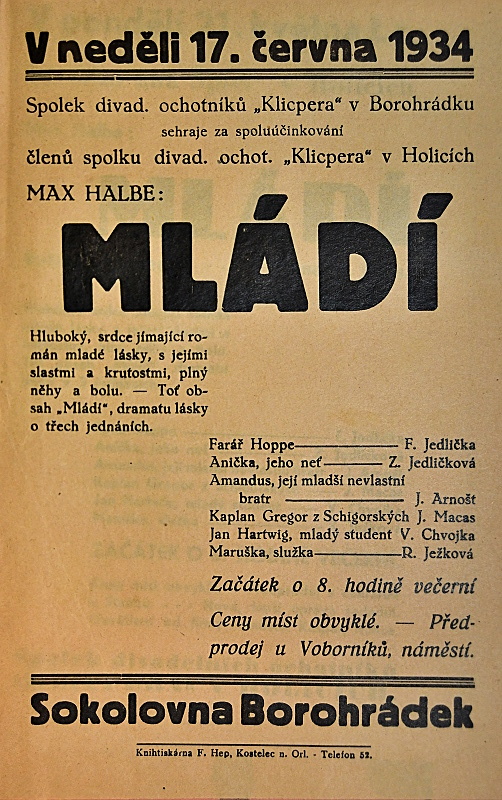 V neděli 17. června 1934
Spolek divad. ochotníků „Klicpera“ v Borohrádku
sehraje za spoluúčinkování
členů spolku divad. ochot. „Klicpera“ v Holicích
MAX HALBE:
MLÁDÍ
Hluboký, srdce jímající ro-
mán mladé lásky, s jejími
slastmi a krutostmi, plný
něhy a bolu. — Toť ob-
sah „Mládí“, dramatu lásky
o třech jednáních.
Farář Hoppe — F. Jedlička
Anička, jeho neť — Z. Jedličková
Amandus, její mladší nevlastní
bratr — J. Arnošt
Kaplan Gregor z Schigorských J. Macas
Jan Hartwig, mladý student V. Chvojka
Maruška, služka — R. Ježková
Začátek o 8. hodině večerní
Ceny míst obvyklé. — Před-
prodej u Voborníků, náměstí.
Sokolovna Borohrádek
Knihtiskárna F. Hep, Kostelec n. Orl. - Telefon 52.